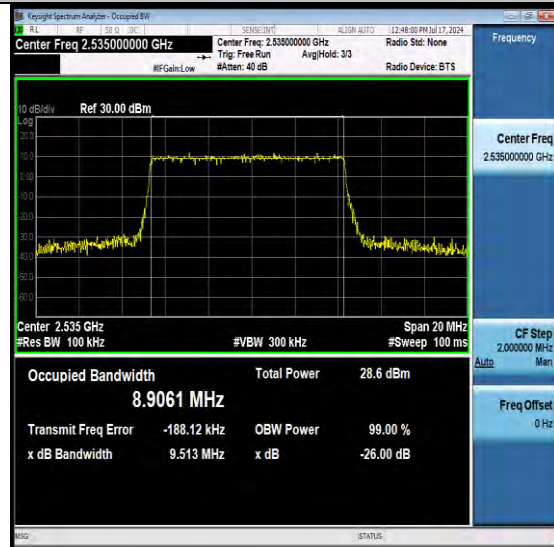 Keysight Spectrum Analyzer - Occupied BW
RL RF 50 Ω DC SENSE:INT ALIGN AUTO 12:48:00 PM Jul 17, 2024
Center Freq 2.535000000 GHz
Center Freq: 2.535000000 GHz
Radio Std: None
Trig: Free Run Avg|Hold: 3/3
#IFGain:Low
#Atten: 40 dB
Radio Device: BTS
10 dB/div Ref 30.00 dBm
Log
20.0
10.0
0.00
-10.0
-20.0
-30.0
-40.0
-50.0
-60.0
Center 2.535 GHz
Span 20 MHz
#Res BW 100 kHz
#VBW 300 kHz
#Sweep 100 ms
Occupied Bandwidth
Total Power 28.6 dBm
8.9061 MHz
Transmit Freq Error -188.12 kHz OBW Power 99.00 %
x dB Bandwidth 9.513 MHz x dB -26.00 dB
MSG STATUS
Frequency
Center Freq
2.535000000 GHz
CF Step
2.000000 MHz
Auto Man
Freq Offset
0 Hz